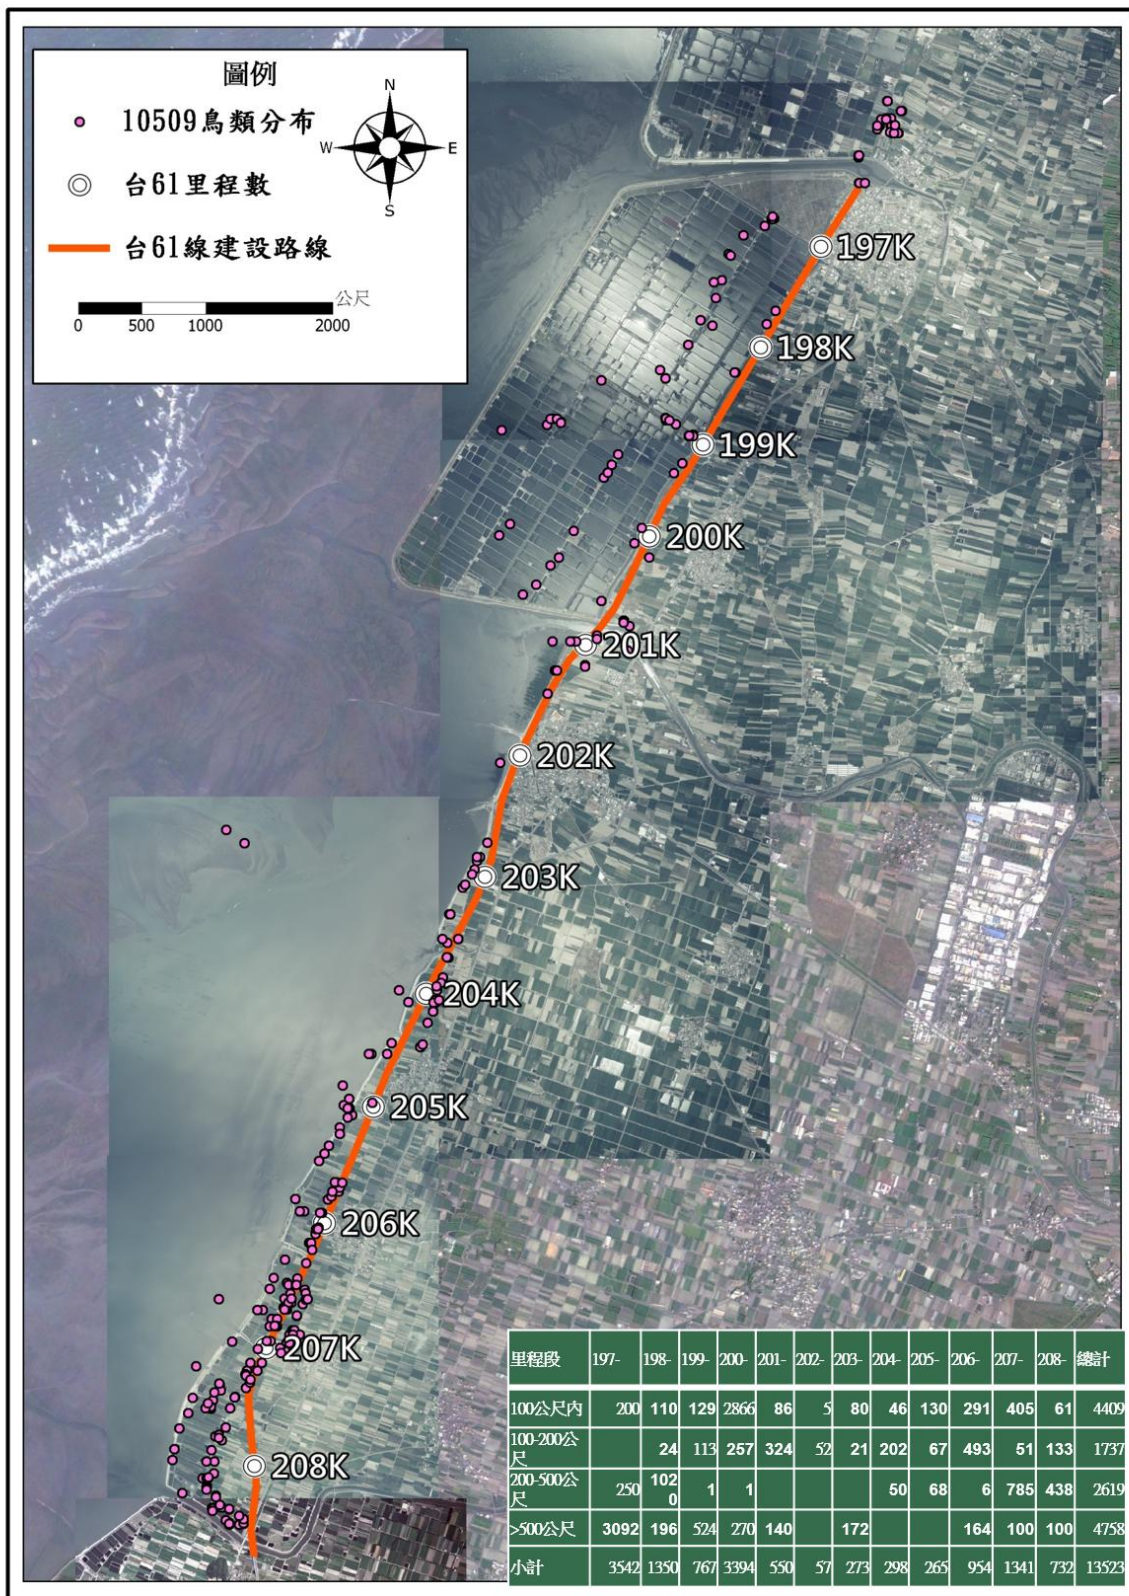 圖例
N
W E
S
10509鳥類分布
台61里程數
台61線建設路線
公尺
0 500 1000 2000
197K
198K
199K
200K
201K
202K
203K
204K
205K
206K
207K
208K
里程段 197- 198- 199- 200- 201- 202- 203- 204- 205- 206- 207- 208- 總計
100公尺內 200 110 129 2866 86 5 80 46 130 291 405 61 4409
100-200公
尺 24 113 257 324 52 21 202 67 493 51 133 1737
200-500公
尺 250 102
0 1 1 50 68 6 785 438 2619
>500公尺 3092 196 524 270 140 172 164 100 100 4758
小計 3542 1350 767 3394 550 57 273 298 265 954 1341 732 13523